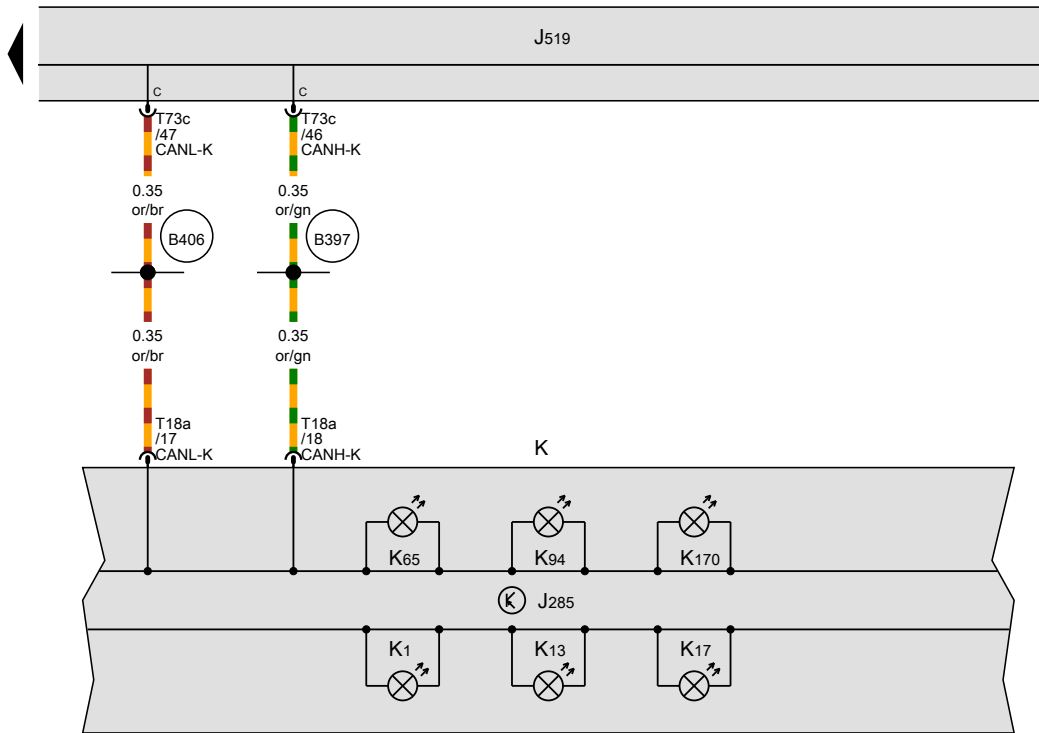 J519
c
c
T73c
/47
CANL-K
T73c
/46
CANH-K
0.35
or/br
B406
0.35
or/gn
B397
0.35
or/br
0.35
or/gn
T18a
/17
CANL-K
T18a
/18
CANH-K
K
K65
K94
K170
K J285
K1
K13
K17